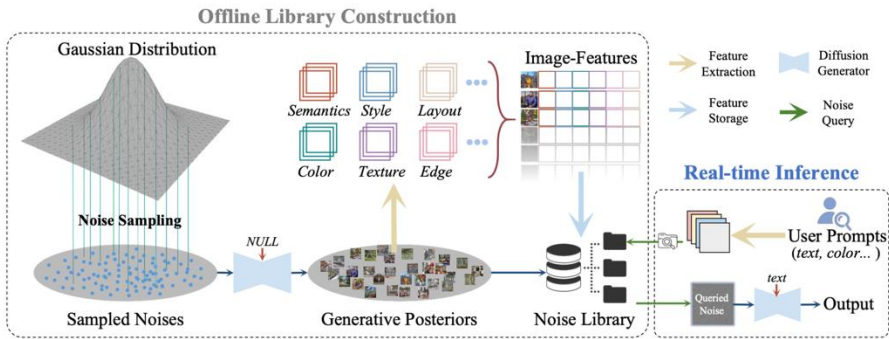 Offline Library Construction
Gaussian Distribution
Noise Sampling
Sampled Noises
NULL
Semantics
Style
Layout
Color
Texture
Edge
Generative Posteriors
Image-Features
Noise Library
Feature
Extraction
Diffusion
Generator
Feature
Storage
Noise
Query
Real-time Inference
User Prompts
(text, color... )
Queried
Noise
text
Output